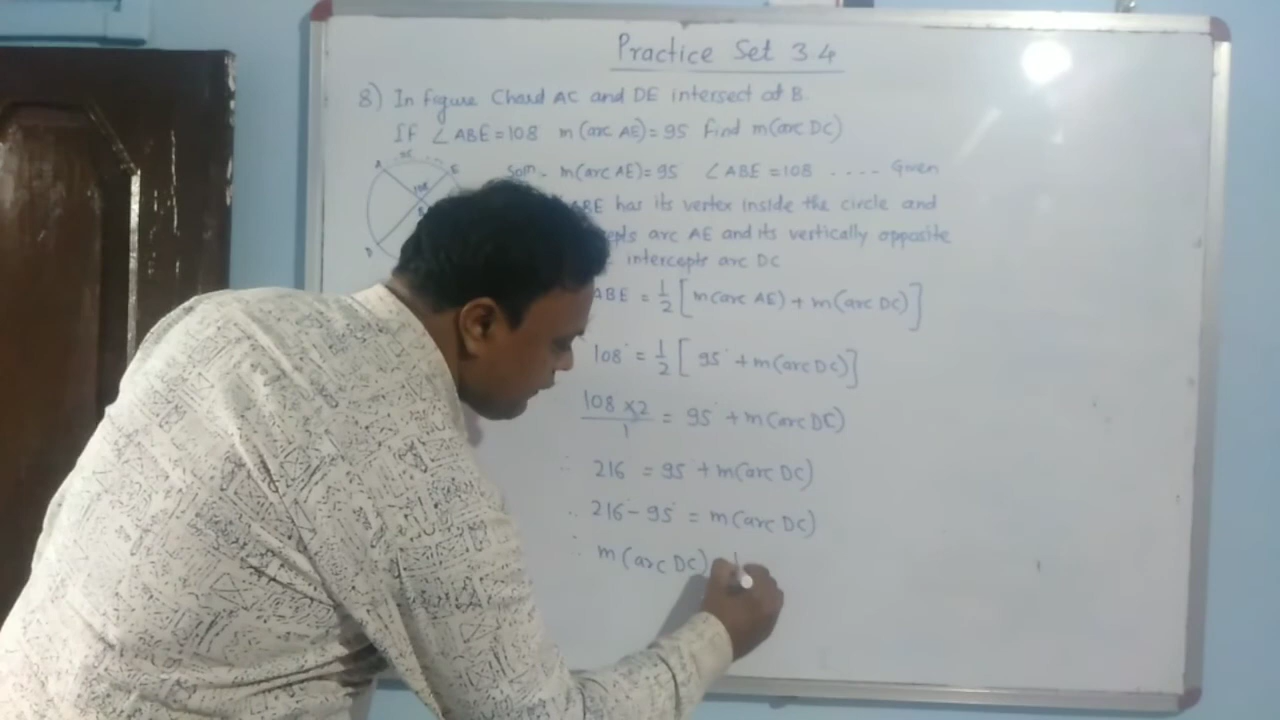 Practice Set 3.4
8) In figure Chord AC and DE intersect at B.
If ∠ABE=108 m(arc AE)=95 find m(arc DC)
A E
D
Soln- m(arc AE)=95 ∠ABE =108 .... Given
ABE has its vertex inside the circle and
arc AE and its vertically opposite
intercepts arc DC
ABE = 1/2 [m(arc AE) + m(arc DC)]
108° = 1/2 [95° + m(arc DC)]
108 × 2 / 1 = 95° + m(arc DC)
∴ 216 = 95° + m(arc DC)
∴ 216 - 95° = m(arc DC)
∴ m(arc DC)